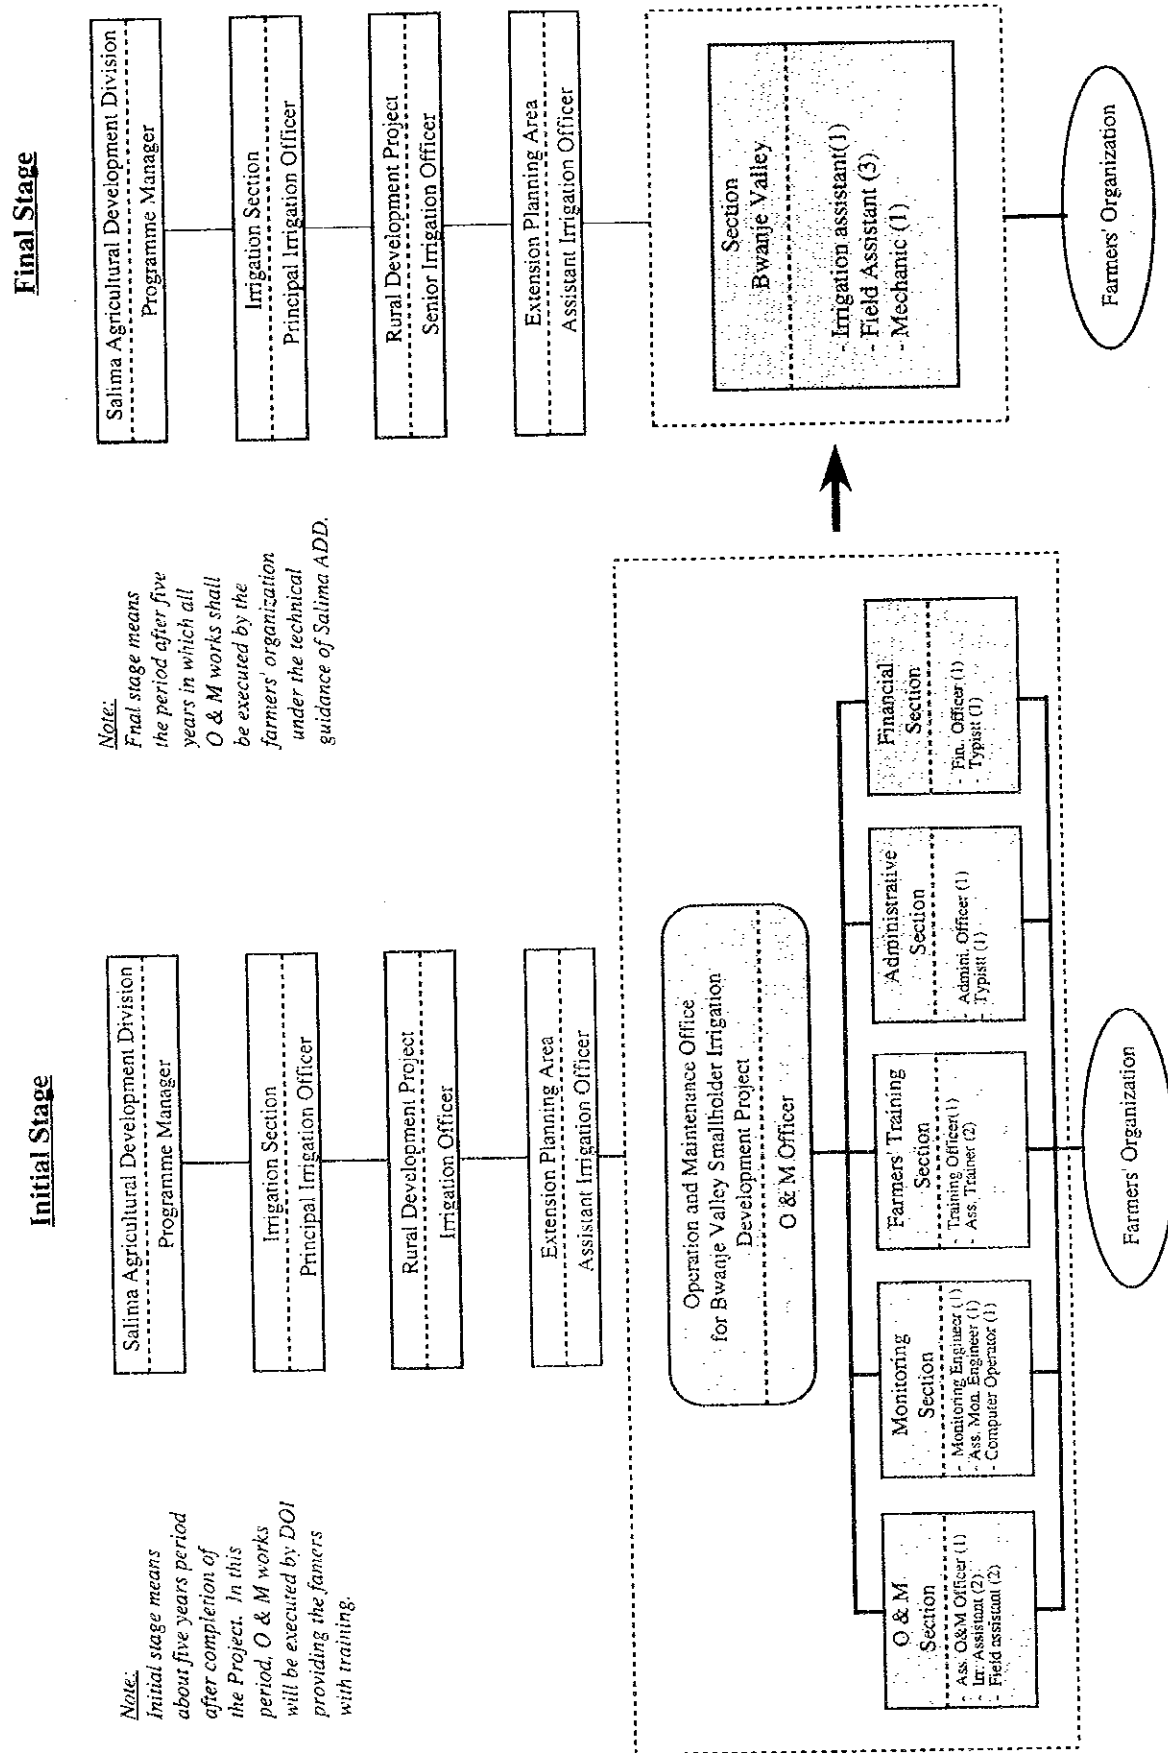 Initial Stage
Note:
Initial stage means
about five years period
after completion of
the Project. In this
period, O & M works
will be executed by DOI
providing the famers
with training.
Salima Agricultural Development Division
Programme Manager
Irrigation Section
Principal Irrigation Officer
Rural Development Project
Irrigation Officer
Extension Planning Area
Assistant Irrigation Officer
Operation and Maintenance Office
for Bwanje Valley Smallholder Irrigation
Development Project
O & M Officer
O & M
Section
- Ass. O&M Officer (1)
- Irr. Assistant (2)
- Field assistant (2)
Monitoring
Section
- Monitoring Engineer (1)
- Ass. Mon. Engineer (1)
- Computer Operator (1)
Farmers' Training
Section
- Training Officer(1)
- Ass. Trainer (2)
Administrative
Section
- Admini. Officer (1)
- Typistt (1)
Financial
Section
- Fin. Officer (1)
- Typistt (1)
Farmers' Organization
Final Stage
Note:
Fnal stage means
the period after five
years in which all
O & M works shall
be executed by the
farmers' organization
under the technical
guidance of Salima ADD.
Salima Agricultural Development Division
Programme Manager
Irrigation Section
Principal Irrigation Officer
Rural Development Project
Senior Irrigation Officer
Extension Planning Area
Assistant Irrigation Officer
Section
Bwanje Valley
- Irrigation assistant(1)
- Field Assistant (3)
- Mechanic (1)
Farmers' Organization